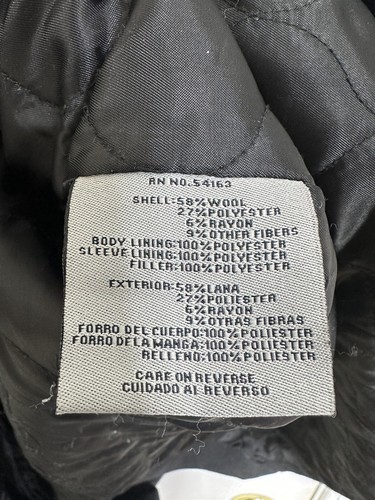 RN NO.54163
SHELL:58%WOOL
27%POLYESTER
6%RAYON
9%OTHER FIBERS
BODY LINING:100%POLYESTER
SLEEVE LINING:100%POLYESTER
FILLER:100%POLYESTER
EXTERIOR:58%LANA
27%POLIESTER
6%RAYON
9%OTRAS FIBRAS
FORRO DEL CUERPO:100%POLIESTER
FORRO DE LA MANGA:100%POLIESTER
RELLENO:100%POLIESTER
CARE ON REVERSE
CUIDADO AL REVERSO